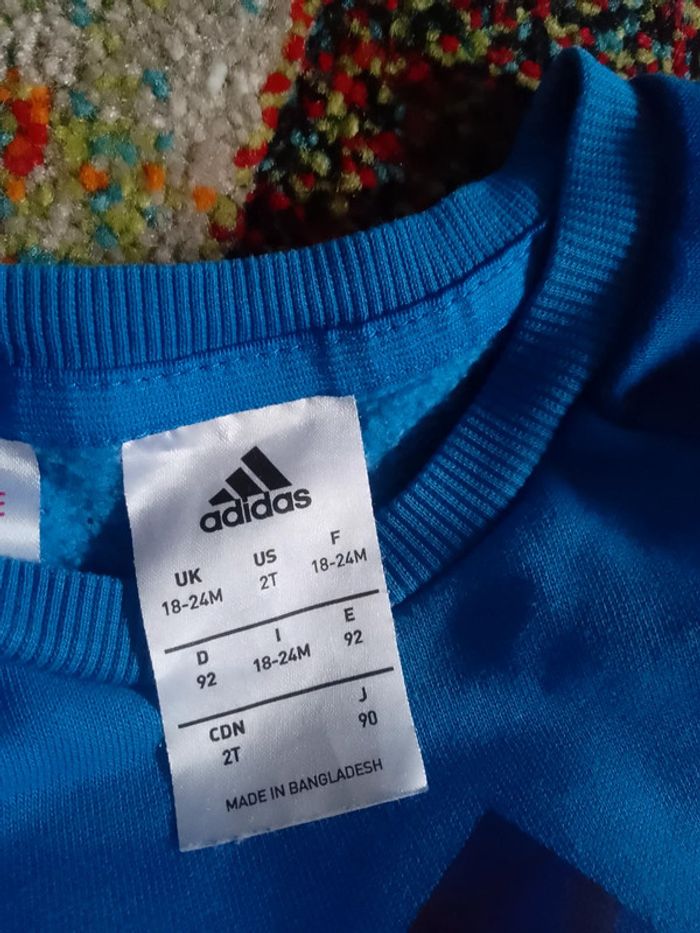 adidas
UK US F
18-24M 2T 18-24M
D I E
92 18-24M 92
CDN J
2T 90
MADE IN BANGLADESH
E